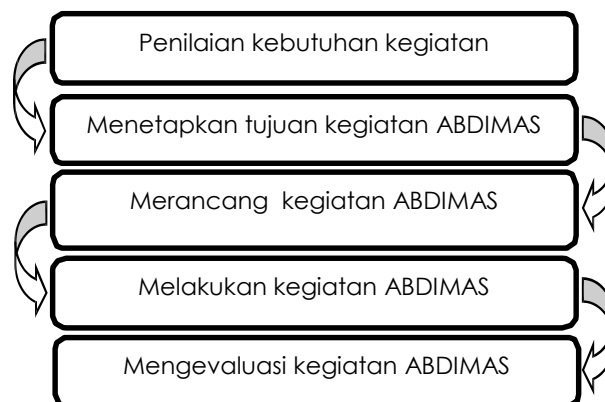 Penilaian kebutuhan kegiatan
Menetapkan tujuan kegiatan ABDIMAS
Merancang kegiatan ABDIMAS
Melakukan kegiatan ABDIMAS
Mengevaluasi kegiatan ABDIMAS